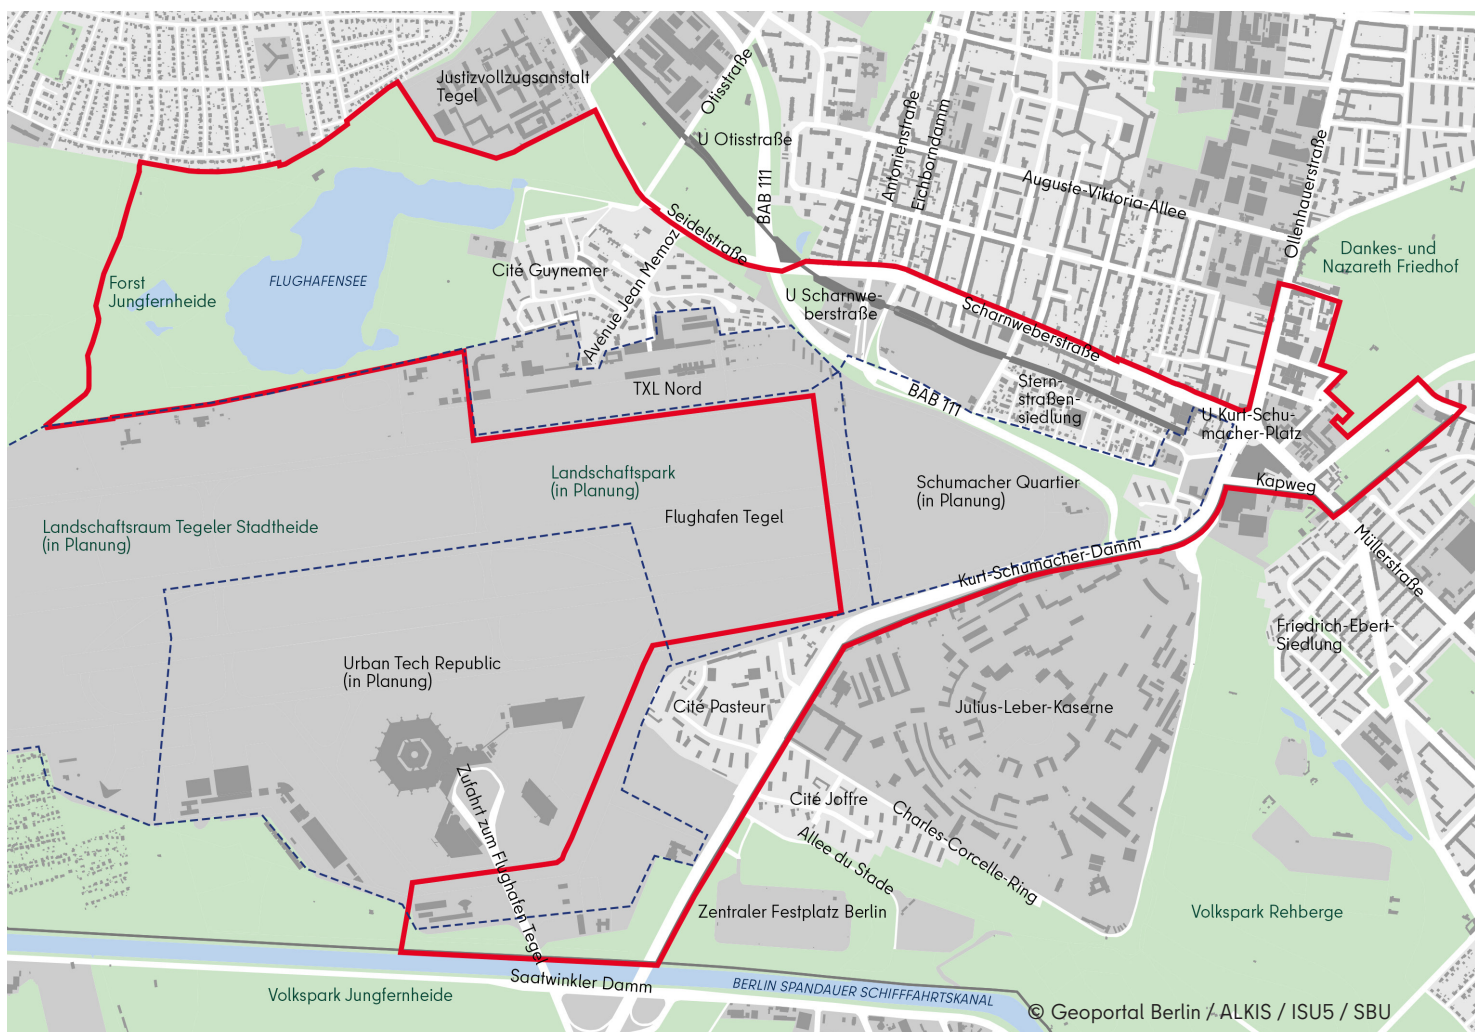 Justizvollzugsanstalt
Tegel
Otisstraße
U Otisstraße
BAB 111
Antonienstraße
Eichborndamm
Auguste-Viktoria-Allee
Ollenhauerstraße
Dankes- und
Nazareth Friedhof
Seidelstraße
Cité Guynemer
Avenue Jean Memoz
Forst
Jungfernheide
FLUGHAFENSEE
U Scharnwe-
berstraße
Scharnweberstraße
TXL Nord
BAB 111
Stern-
straßen-
siedlung
U Kurt-Schu-
macher-Platz
Kapweg
Landschaftspark
(in Planung)
Schumacher Quartier
(in Planung)
Flughafen Tegel
Landschaftsraum Tegeler Stadtheide
(in Planung)
Kurt-Schumacher-Damm
Müllerstraße
Friedrich-Ebert-
Siedlung
Urban Tech Republic
(in Planung)
Cité Pasteur
Julius-Leber-Kaserne
Zufahrt zum Flughafen Tegel
Cité Joffre
Charles-Corcelle-Ring
Allee du Stade
Zentraler Festplatz Berlin
Volkspark Rehberge
Saatwinkler Damm
BERLIN SPANDAUER SCHIFFFAHRTSKANAL
Volkspark Jungfernheide
© Geoportal Berlin / ALKIS / ISU5 / SBU